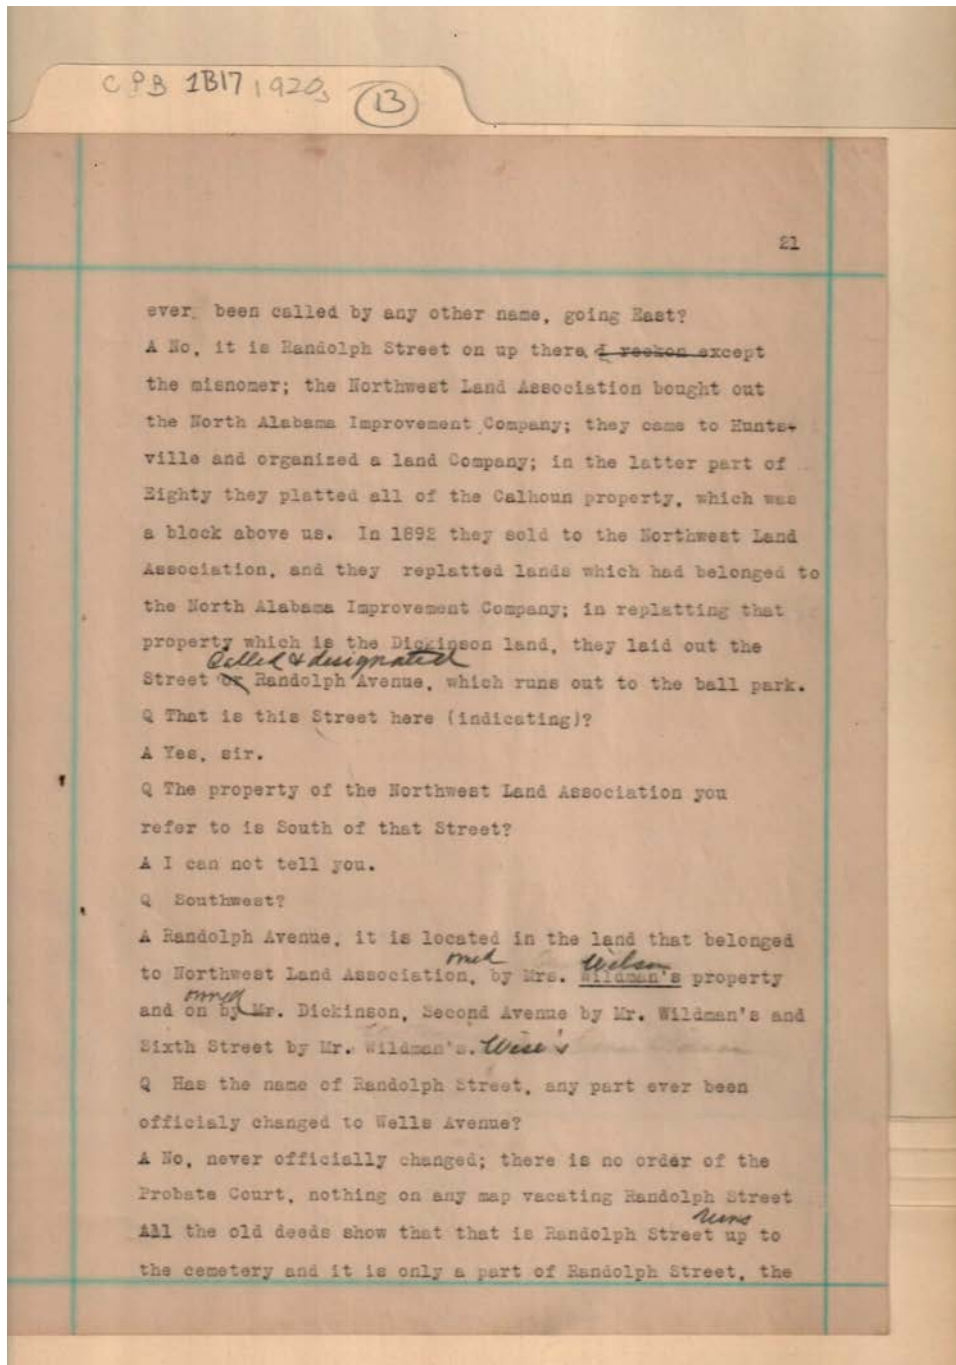 CPB 1B17 1920s 13
21
ever been called by any other name, going East?
A No, it is Randolph Street on up there, I reckon except
the misnomer; the Northwest Land Association bought out
the North Alabama Improvement Company; they came to Hunts-
ville and organized a land Company; in the latter part of
Eighty they platted all of the Calhoun property, which was
a block above us. In 1892 they sold to the Northwest Land
Association, and they replatted lands which had belonged to
the North Alabama Improvement Company; in replatting that
property which is the Dickinson land, they laid out the
Called & designated
Street or Randolph Avenue, which runs out to the ball park.
Q That is this Street here (indicating)?
A Yes, sir.
Q The property of the Northwest Land Association you
refer to is South of that Street?
A I can not tell you.
Q Southwest?
A Randolph Avenue, it is located in the land that belonged
owned Wilson
to Northwest Land Association, by Mrs. Wildman's property
owned
and on by Mr. Dickinson, Second Avenue by Mr. Wildman's and
Sixth Street by Mr. Wildman's. Wise's
Q Has the name of Randolph Street, any part ever been
officialy changed to Wells Avenue?
A No, never officially changed; there is no order of the
Probate Court, nothing on any map vacating Randolph Street
runs
All the old deeds show that that is Randolph Street up to
the cemetery and it is only a part of Randolph Street, the